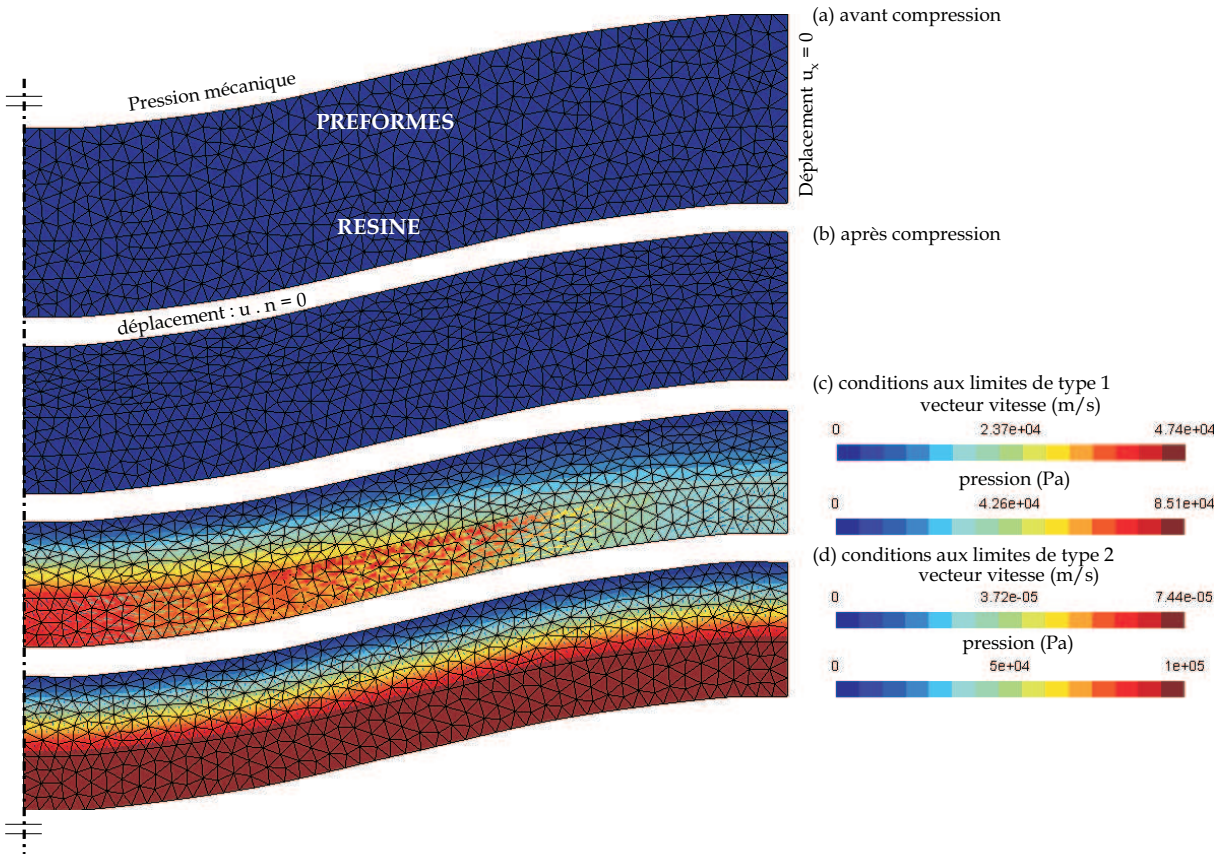 (a) avant compression
Déplacement uₓ = 0
Pression mécanique
PREFORMES
RESINE
(b) après compression
déplacement : u . n = 0
(c) conditions aux limites de type 1
vecteur vitesse (m/s)
0 2.37e+04 4.74e+04
pression (Pa)
0 4.26e+04 8.51e+04
(d) conditions aux limites de type 2
vecteur vitesse (m/s)
0 3.72e-05 7.44e-05
pression (Pa)
0 5e+04 1e+05